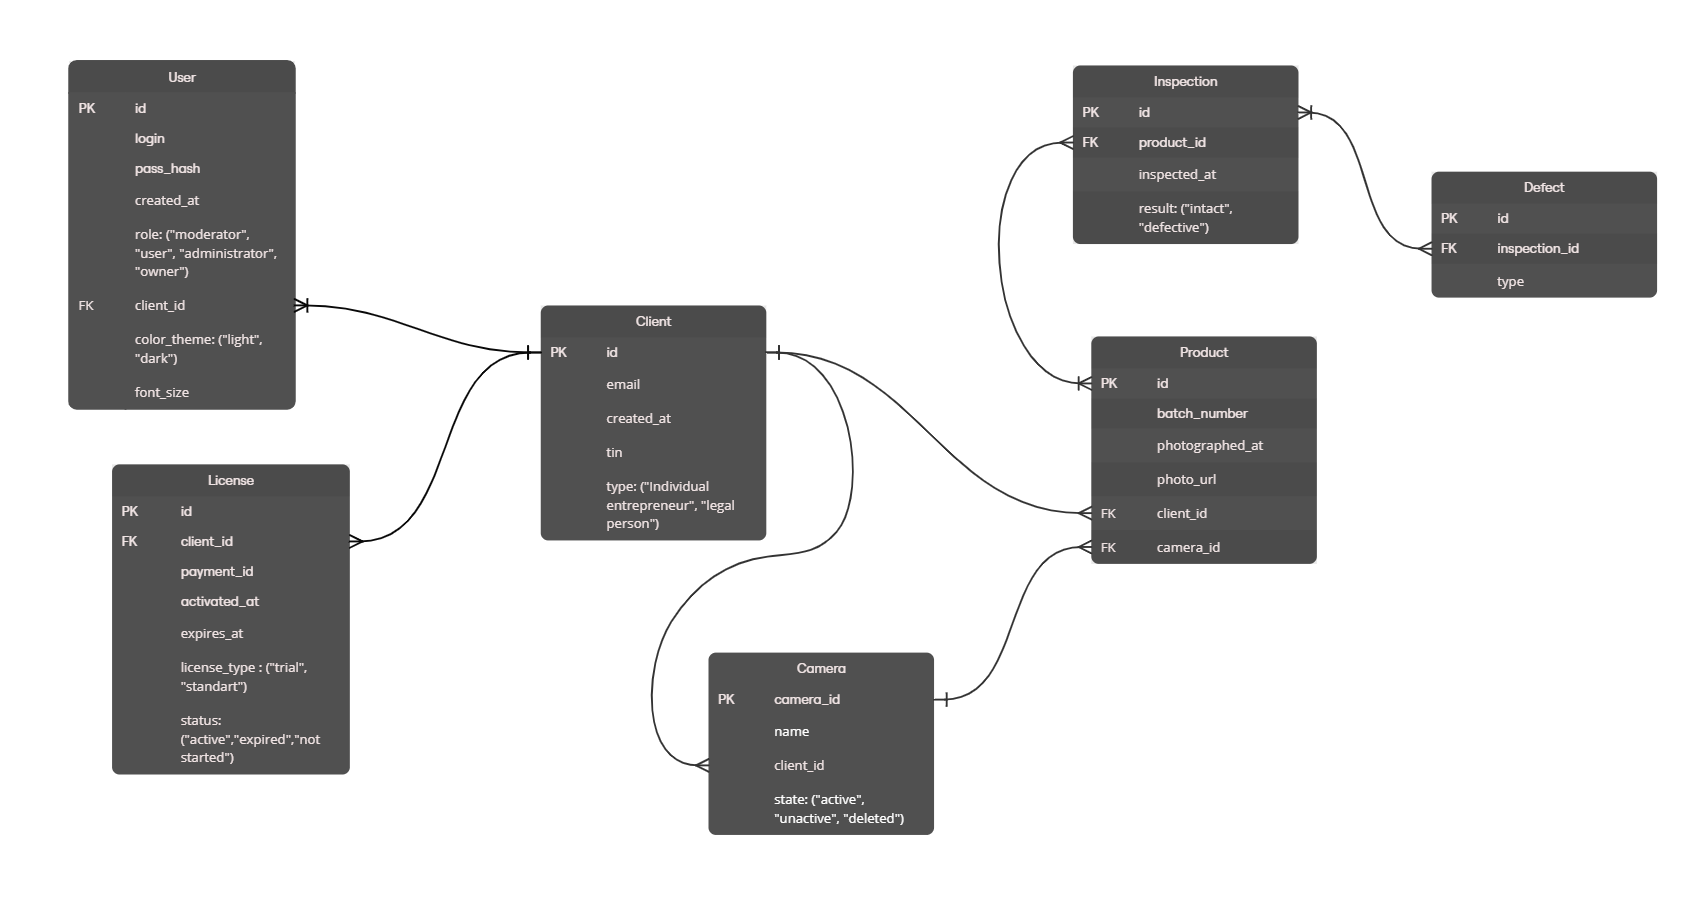 User
PK id
login
pass_hash
created_at
role: ("moderator",
"user", "administrator",
"owner")
FK client_id
color_theme: ("light",
"dark")
font_size
License
PK id
FK client_id
payment_id
activated_at
expires_at
license_type : ("trial",
"standart")
status:
("active","expired","not
started")
Client
PK id
email
created_at
tin
type: ("Individual
entrepreneur", "legal
person")
Camera
PK camera_id
name
client_id
state: ("active",
"unactive", "deleted")
Inspection
PK id
FK product_id
inspected_at
result: ("intact",
"defective")
Product
PK id
batch_number
photographed_at
photo_url
FK client_id
FK camera_id
Defect
PK id
FK inspection_id
type